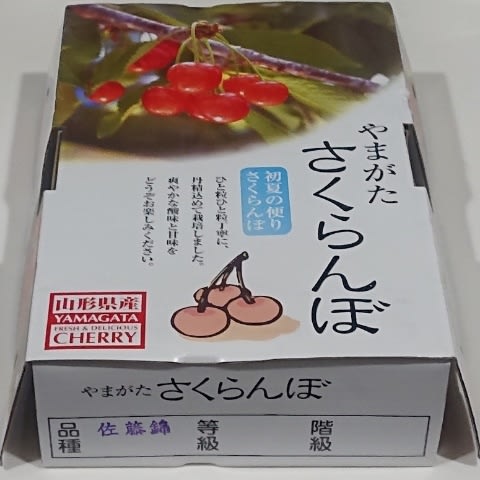 やまがた
さくらんぼ
初夏の便り
さくらんぼ
ひと粒ひと粒丁寧に、
丹精込めて栽培しました。
爽やかな酸味と甘味を
どうぞお楽しみください。
山形県産
YAMAGATA
FRESH & DELICIOUS
CHERRY
やまがた さくらんぼ
品種 佐藤錦 等級 階級